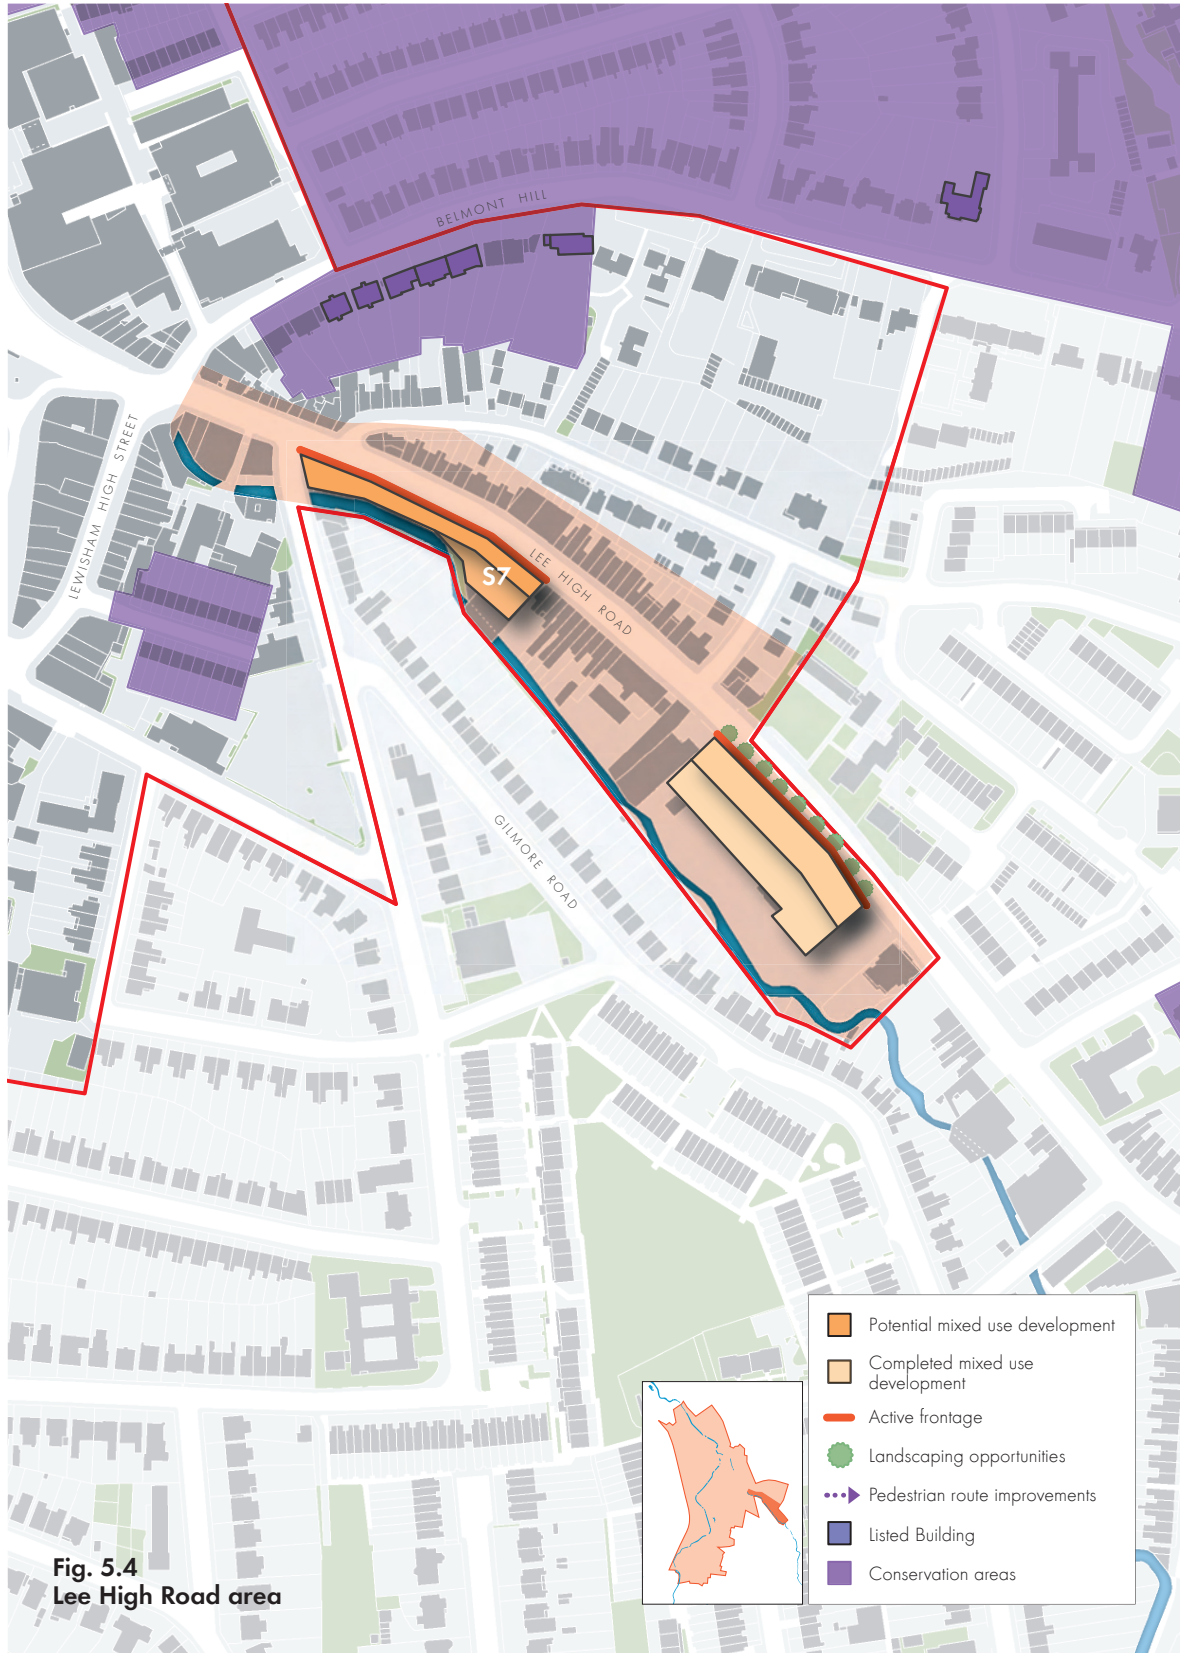 BELMONT HILL
LEWISHAM HIGH STREET
S7
LEE HIGH ROAD
GILMORE ROAD
Potential mixed use development
Completed mixed use
development
Active frontage
Landscaping opportunities
Pedestrian route improvements
Listed Building
Conservation areas
Fig. 5.4
Lee High Road area